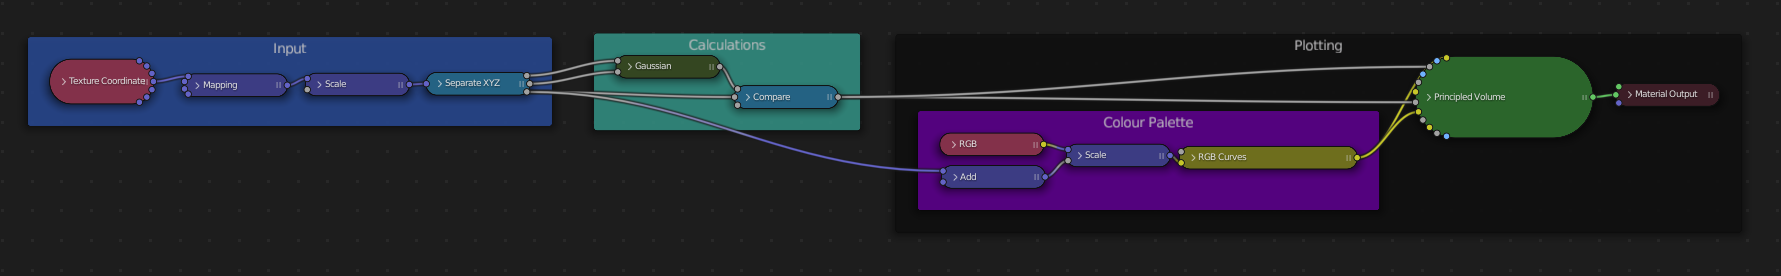 Input
Texture Coordinate
Mapping
Scale
Separate XYZ
Calculations
Gaussian
Compare
Plotting
Colour Palette
RGB
Add
Scale
RGB Curves
Principled Volume
Material Output